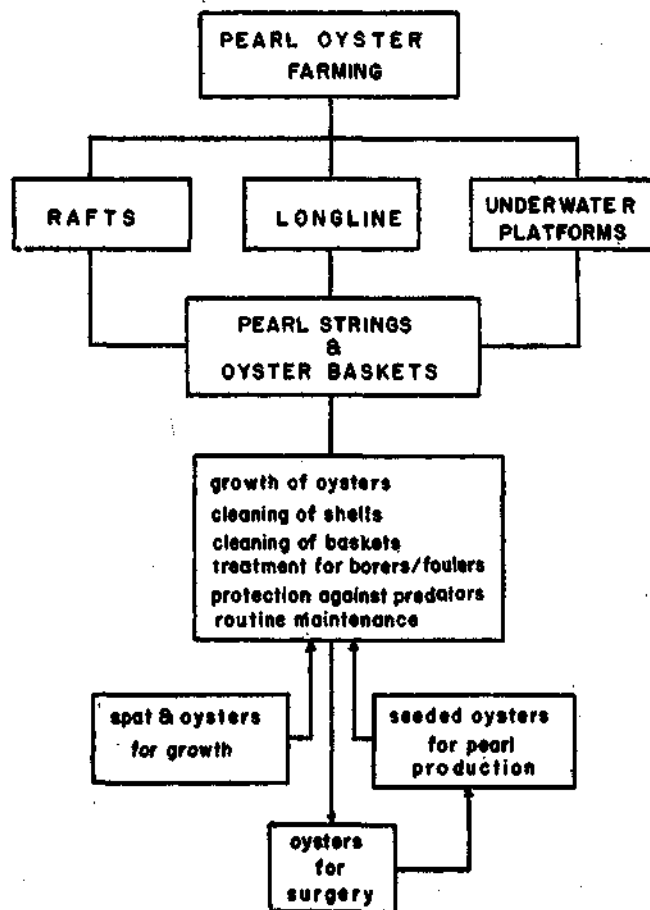 PEARL OYSTER
FARMING
RAFTS
LONGLINE
UNDERWATER
PLATFORMS
PEARL STRINGS
&
OYSTER BASKETS
growth of oysters
cleaning of shells
cleaning of baskets
treatment for borers/foulers
protection against predators
routine maintenance
spat & oysters
for growth
seeded oysters
for pearl
production
oysters
for
surgery